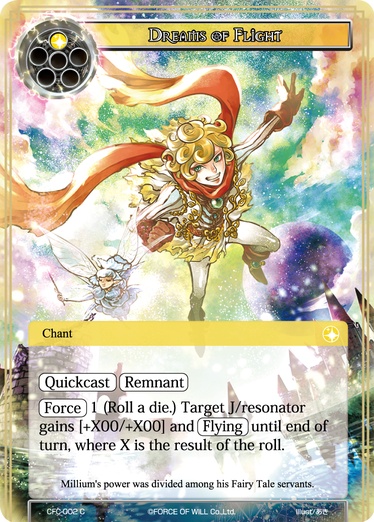 Dreams of Flight
Chant
Quickcast Remnant
Force 1 (Roll a die.) Target J/resonator
gains [+X00/+X00] and Flying until end
of turn, where X is the result of the roll.
Millium's power was divided among his Fairy Tale servants.
CFC-002 C ©FORCE OF WILL Co.,Ltd.